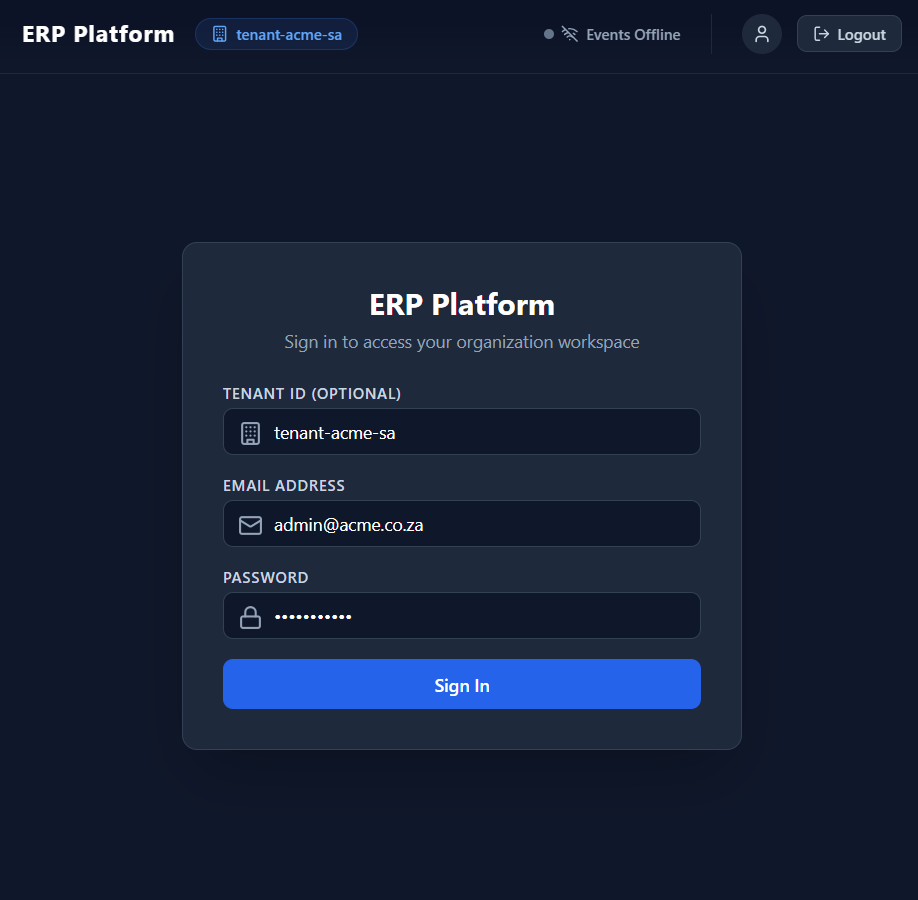 ERP Platform
tenant-acme-sa
Events Offline
Logout
ERP Platform
Sign in to access your organization workspace
TENANT ID (OPTIONAL)
tenant-acme-sa
EMAIL ADDRESS
admin@acme.co.za
PASSWORD
•••••••••••
Sign In